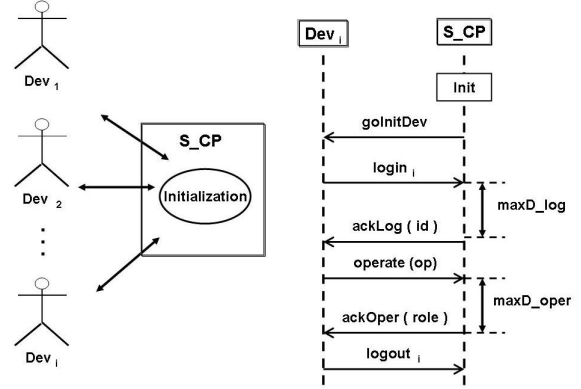 Dev 1
Dev 2
Dev i
S_CP
Initialization
Dev i
S_CP
Init
goInitDev
login i
maxD_log
ackLog ( id )
operate (op)
maxD_oper
ackOper ( role )
logout i